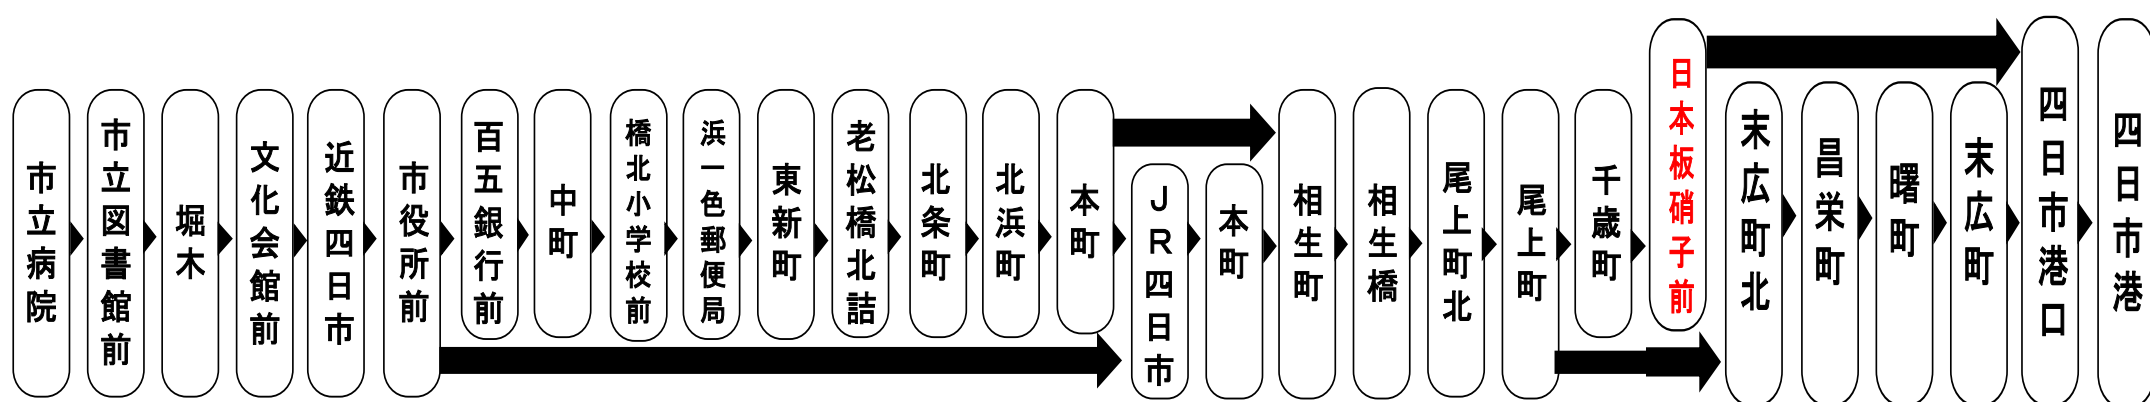 市立病院
市立図書館前
堀木
文化会館前
近鉄四日市
市役所前
百五銀行前
中町
橋北小学校前
浜一色郵便局
東新町
老松橋北詰
北条町
北浜町
本町
ＪＲ四日市
本町
相生町
相生橋
尾上町北
尾上町
千歳町
日本板硝子前
末広町北
昌栄町
曙町
末広町
四日市港口
四日市港